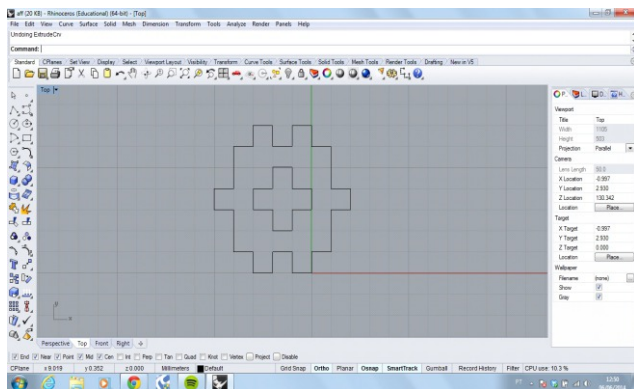 aff (20 KB) - Rhinoceros (Educational) (64-bit) - [Top]
File Edit View Curve Surface Solid Mesh Dimension Transform Tools Analyze Render Panels Help
Undoing ExtrudeCrv
Command:
Standard CPlanes Set View Display Select Viewport Layout Visibility Transform Curve Tools Surface Tools Solid Tools Mesh Tools Render Tools Drafting New in V5
Top
P... L... D... H...
Viewport
Title Top
Width 1108
Height
Projection Parallel
Camera
Lens Length 50.0
X Location -0.997
Y Location 2.930
Z Location 130.342
Location Place...
Target
X Target -0.997
Y Target 2.930
Z Target 0.000
Location Place...
Wallpaper
Filename (none)
Show
Gray
y
x
Perspective Top Front Right
End Near Point Mid Cen Int Perp Tan Quad Knot Vertex Project Disable
CPlane x 9.019 y 0.352 z 0.000 Millimeters Default Grid Snap Ortho Planar Osnap SmartTrack Gumball Record History Filter CPU use: 10.3 %
PT 12:58